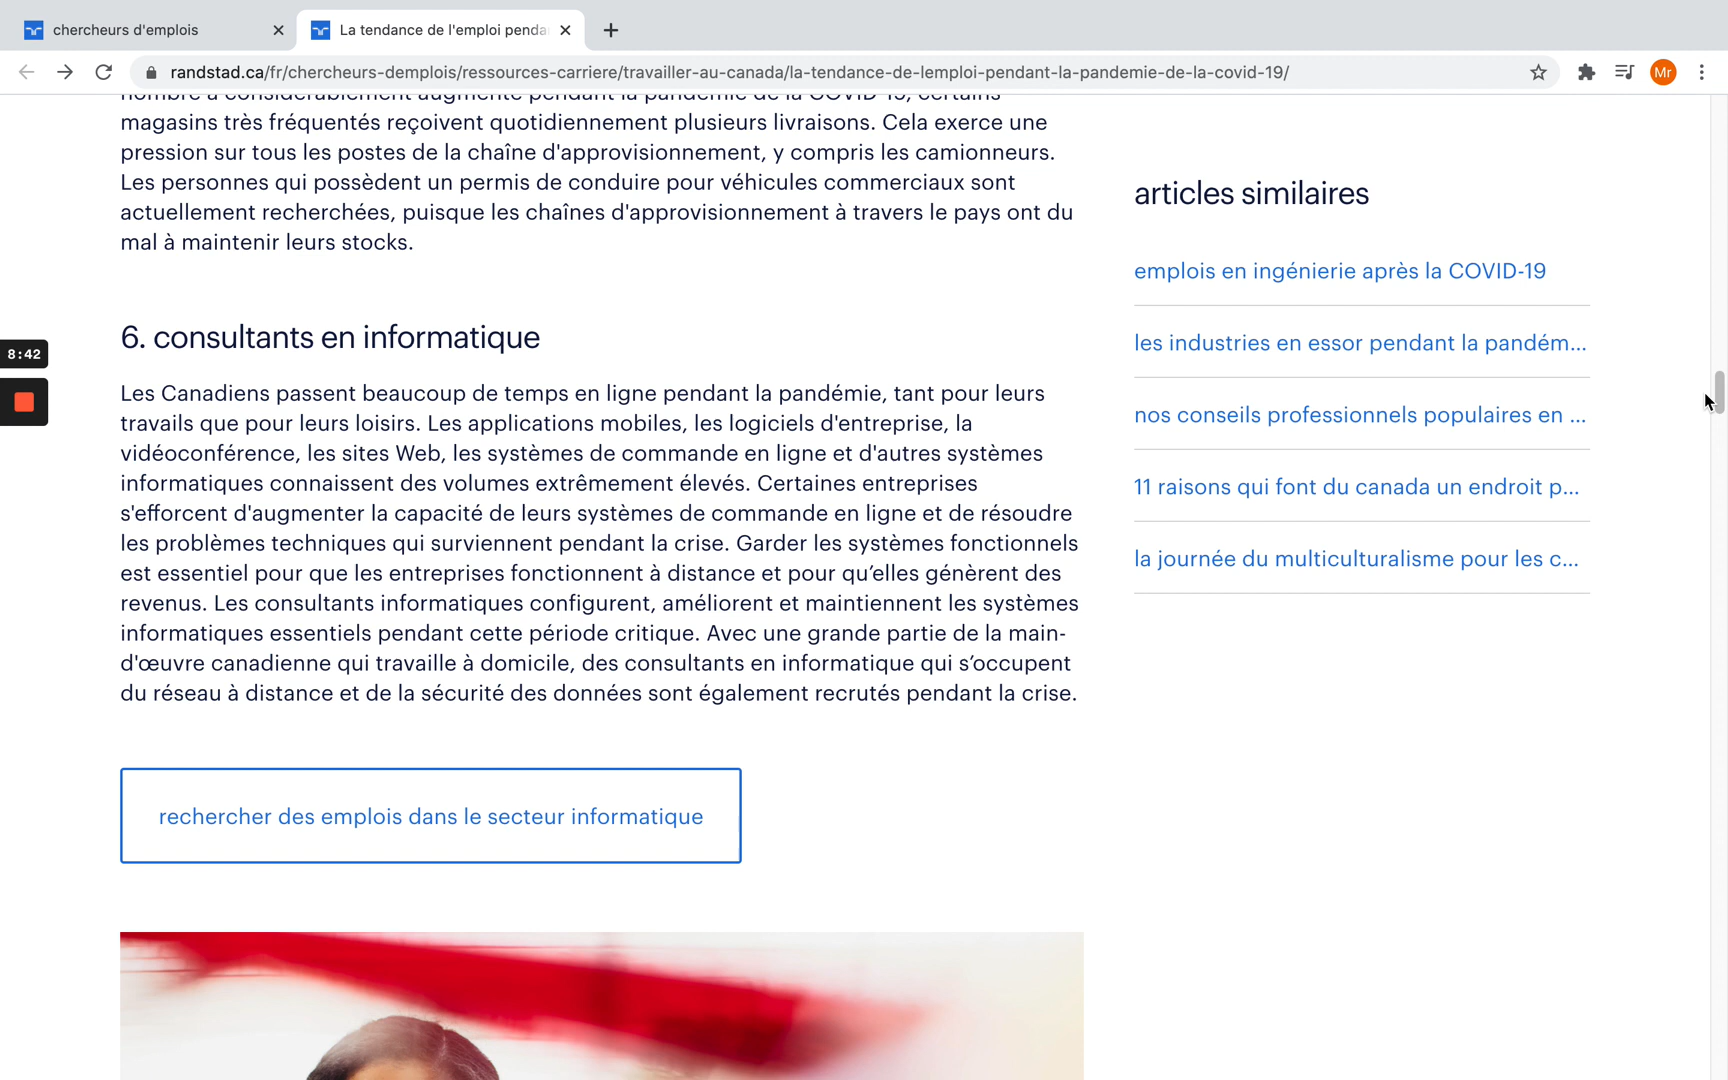 chercheurs d'emplois
La tendance de l'emploi penda
randstad.ca/fr/chercheurs-demplois/ressources-carriere/travailler-au-canada/la-tendance-de-lemploi-pendant-la-pandemie-de-la-covid-19/
Mr
nombre a considérablement augmenté pendant la pandémie de la COVID-19, certains
magasins très fréquentés reçoivent quotidiennement plusieurs livraisons. Cela exerce une
pression sur tous les postes de la chaîne d'approvisionnement, y compris les camionneurs.
Les personnes qui possèdent un permis de conduire pour véhicules commerciaux sont
actuellement recherchées, puisque les chaînes d'approvisionnement à travers le pays ont du
mal à maintenir leurs stocks.
8:42
6. consultants en informatique
Les Canadiens passent beaucoup de temps en ligne pendant la pandémie, tant pour leurs
travails que pour leurs loisirs. Les applications mobiles, les logiciels d'entreprise, la
vidéoconférence, les sites Web, les systèmes de commande en ligne et d'autres systèmes
informatiques connaissent des volumes extrêmement élevés. Certaines entreprises
s'efforcent d'augmenter la capacité de leurs systèmes de commande en ligne et de résoudre
les problèmes techniques qui surviennent pendant la crise. Garder les systèmes fonctionnels
est essentiel pour que les entreprises fonctionnent à distance et pour qu’elles génèrent des
revenus. Les consultants informatiques configurent, améliorent et maintiennent les systèmes
informatiques essentiels pendant cette période critique. Avec une grande partie de la main-
d'œuvre canadienne qui travaille à domicile, des consultants en informatique qui s’occupent
du réseau à distance et de la sécurité des données sont également recrutés pendant la crise.
rechercher des emplois dans le secteur informatique
articles similaires
emplois en ingénierie après la COVID-19
les industries en essor pendant la pandém...
nos conseils professionnels populaires en ...
11 raisons qui font du canada un endroit p...
la journée du multiculturalisme pour les c...